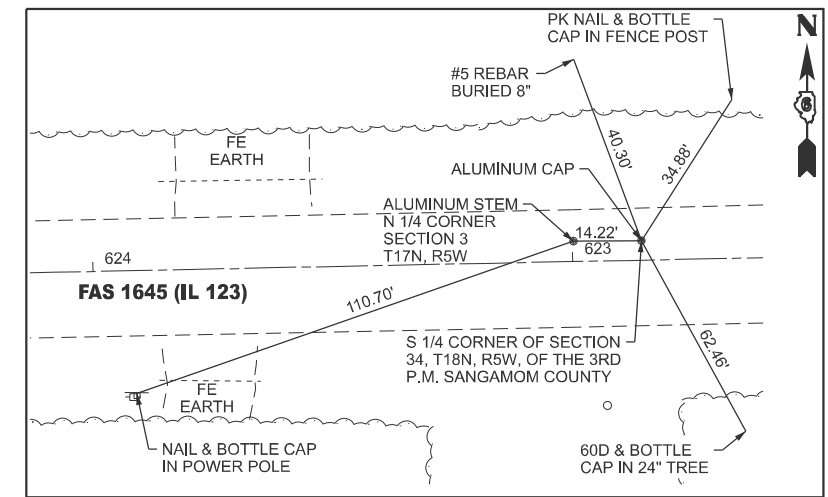 PK NAIL & BOTTLE
CAP IN FENCE POST
N
#5 REBAR
BURIED 8"
6
FE
EARTH
40.30'
34.88'
ALUMINUM CAP
ALUMINUM STEM
N 1/4 CORNER
SECTION 3
T17N, R5W
14.22'
623
624
FAS 1645 (IL 123)
110.70'
S 1/4 CORNER OF SECTION
34, T18N, R5W, OF THE 3RD
P.M. SANGAMOM COUNTY
62.46'
FE
EARTH
NAIL & BOTTLE CAP
IN POWER POLE
60D & BOTTLE
CAP IN 24" TREE